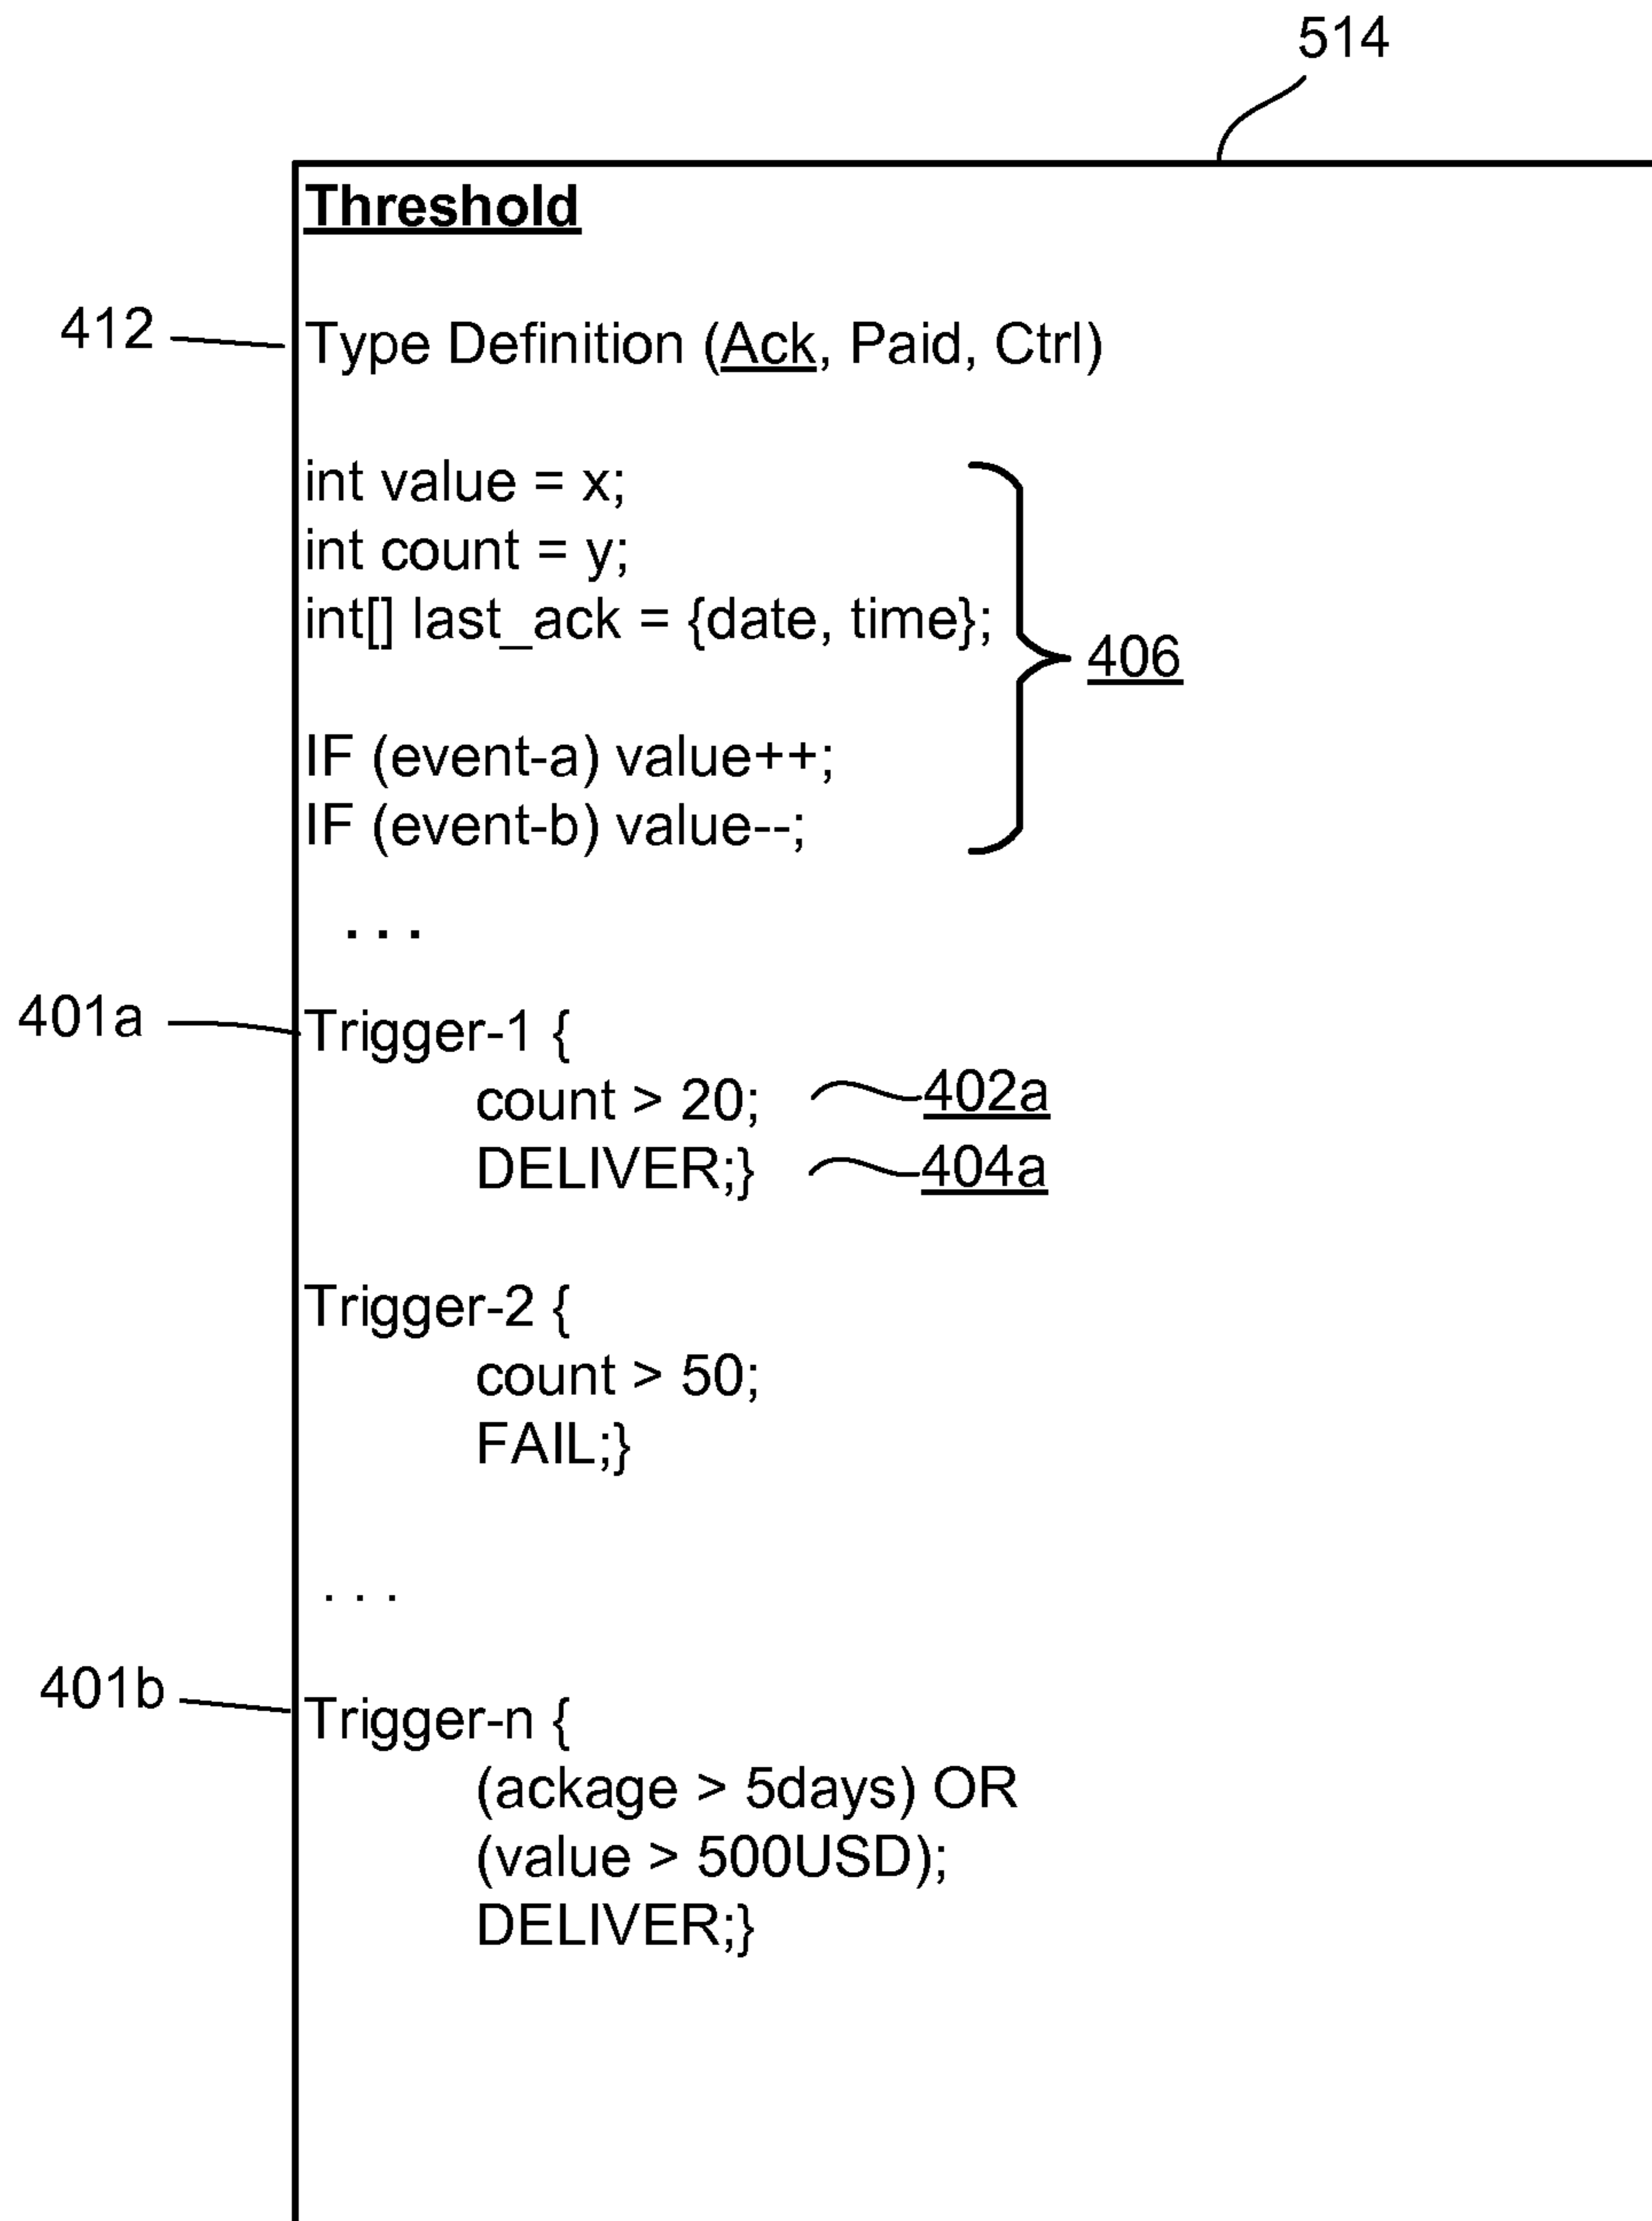 514
Threshold
412 Type Definition (Ack, Paid, Ctrl)
int value = x;
int count = y;
int[] last_ack = {date, time};
406
IF (event-a) value++;
IF (event-b) value--;
. . .
401a Trigger-1 {
count > 20; 402a
DELIVER;} 404a
Trigger-2 {
count > 50;
FAIL;}
. . .
401b Trigger-n {
(ackage > 5days) OR
(value > 500USD);
DELIVER;}